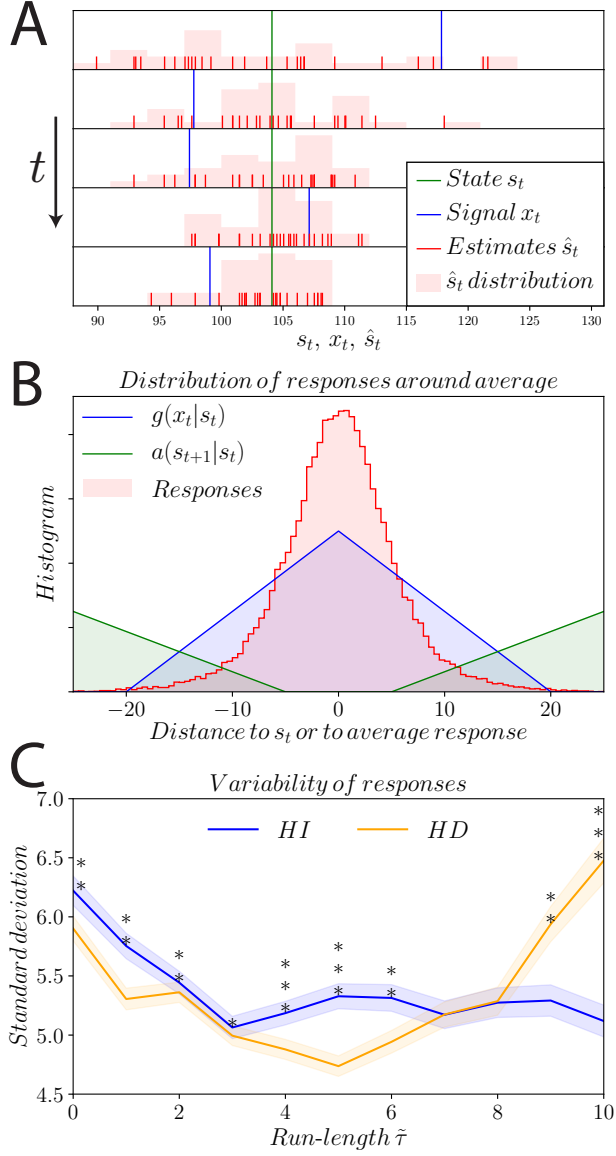 A
t
State s_t
Signal x_t
Estimates ŝ_t
ŝ_t distribution
90 95 100 105 110 115 120 125 130
s_t, x_t, ŝ_t
B
Distribution of responses around average
g(x_t|s_t)
a(s_{t+1}|s_t)
Responses
Histogram
−20 −10 0 10 20
Distance to s_t or to average response
C
Variability of responses
7.0
HI HD
6.5
6.0
5.5
5.0
4.5
Standard deviation
* * * * * * * * * * * * * * * * * * * * *
0 2 4 6 8 10
Run-length τ̃